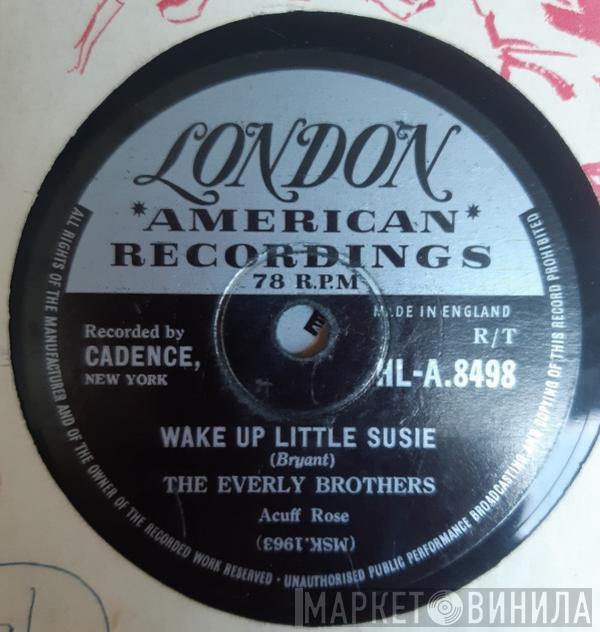 LONDON
*AMERICAN*
RECORDINGS
78 R.P.M
MADE IN ENGLAND
R/T
HL-A.8498
Recorded by
CADENCE,
NEW YORK
WAKE UP LITTLE SUSIE
(Bryant)
THE EVERLY BROTHERS
Acuff Rose
(MSK.1963)
ALL RIGHTS OF THE MANUFACTURER AND OF THE OWNER OF THE RECORDED WORK RESERVED · UNAUTHORISED PUBLIC PERFORMANCE BROADCASTING AND COPYING OF THIS RECORD PROHIBITED
МАРКЕТ ВИНИЛА